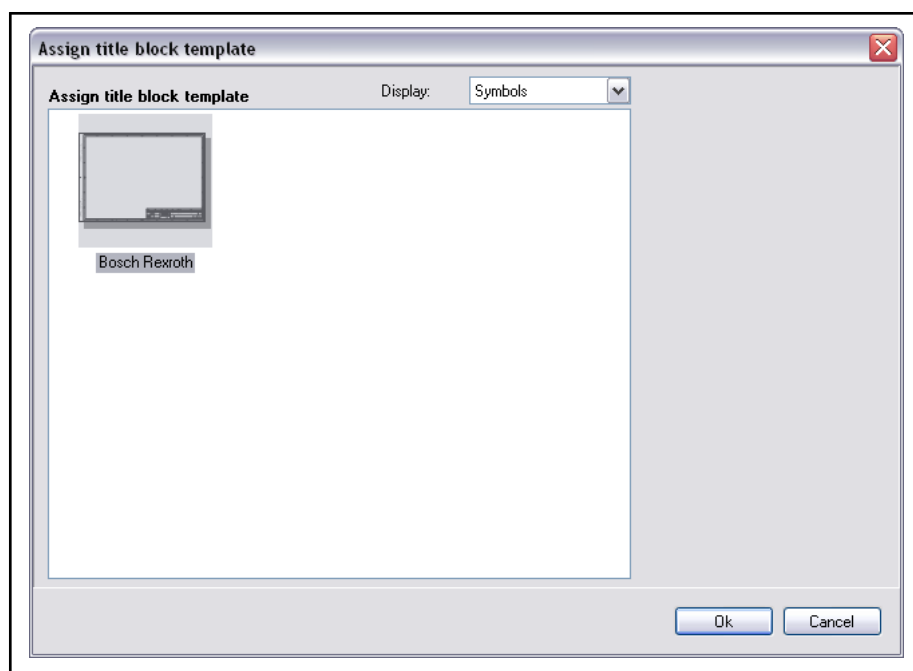 Assign title block template
Assign title block template Display: Symbols
Bosch Rexroth
Ok Cancel